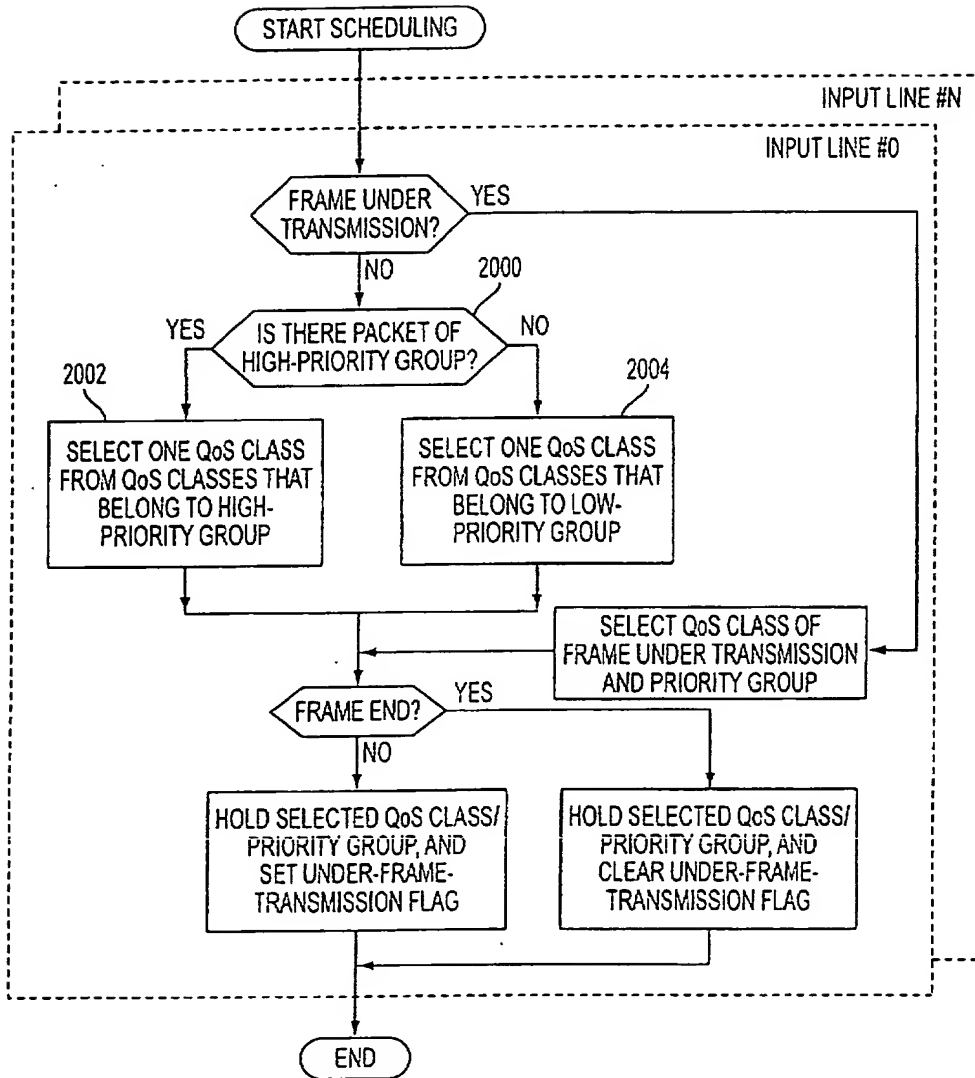 START SCHEDULING
INPUT LINE #N
INPUT LINE #0
FRAME UNDER
TRANSMISSION?
YES
NO
2000
IS THERE PACKET OF
HIGH-PRIORITY GROUP?
YES
NO
2002
SELECT ONE QoS CLASS
FROM QoS CLASSES THAT
BELONG TO HIGH-
PRIORITY GROUP
2004
SELECT ONE QoS CLASS
FROM QoS CLASSES THAT
BELONG TO LOW-
PRIORITY GROUP
SELECT QoS CLASS OF
FRAME UNDER TRANSMISSION
AND PRIORITY GROUP
FRAME END?
YES
NO
HOLD SELECTED QoS CLASS/
PRIORITY GROUP, AND
SET UNDER-FRAME-
TRANSMISSION FLAG
HOLD SELECTED QoS CLASS/
PRIORITY GROUP, AND
CLEAR UNDER-FRAME-
TRANSMISSION FLAG
END